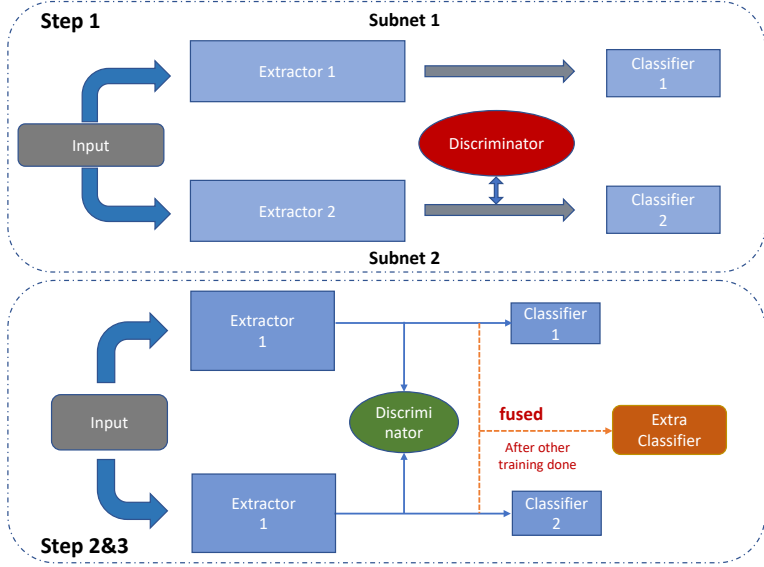 Step 1
Subnet 1
Extractor 1
Classifier
1
Input
Discriminator
Extractor 2
Classifier
2
Subnet 2
Extractor
1
Classifier
1
Input
Discrimi
nator
fused
After other
training done
Extra
Classifier
Extractor
1
Classifier
2
Step 2&3